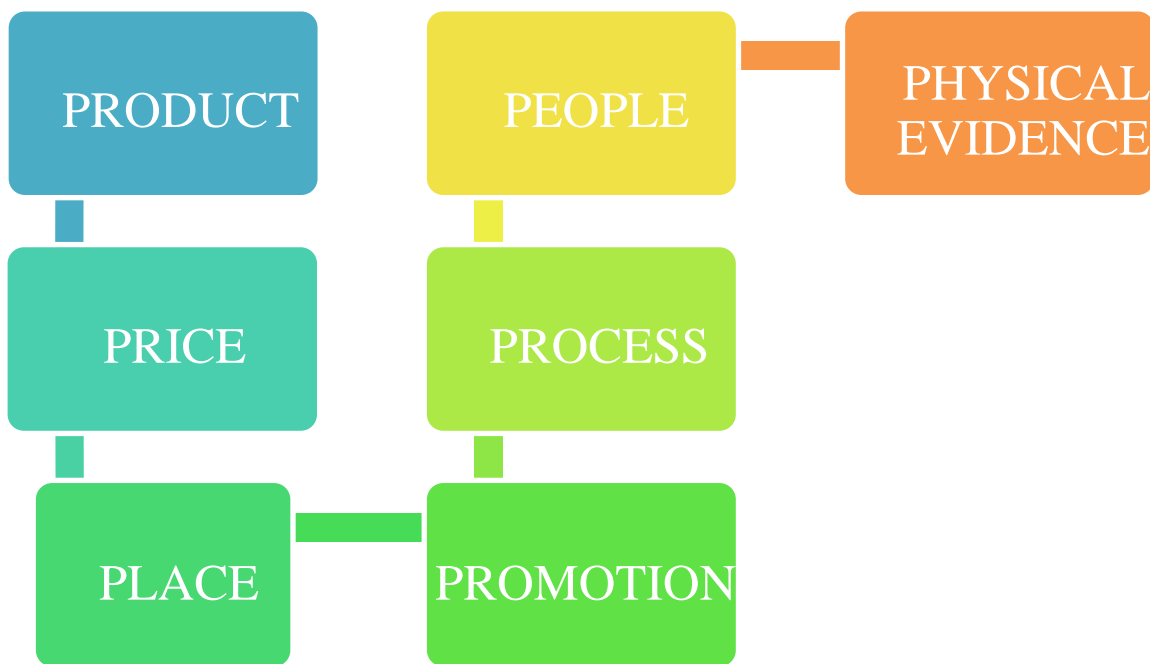 PRODUCT
PRICE
PLACE
PROMOTION
PROCESS
PEOPLE
PHYSICAL
EVIDENCE